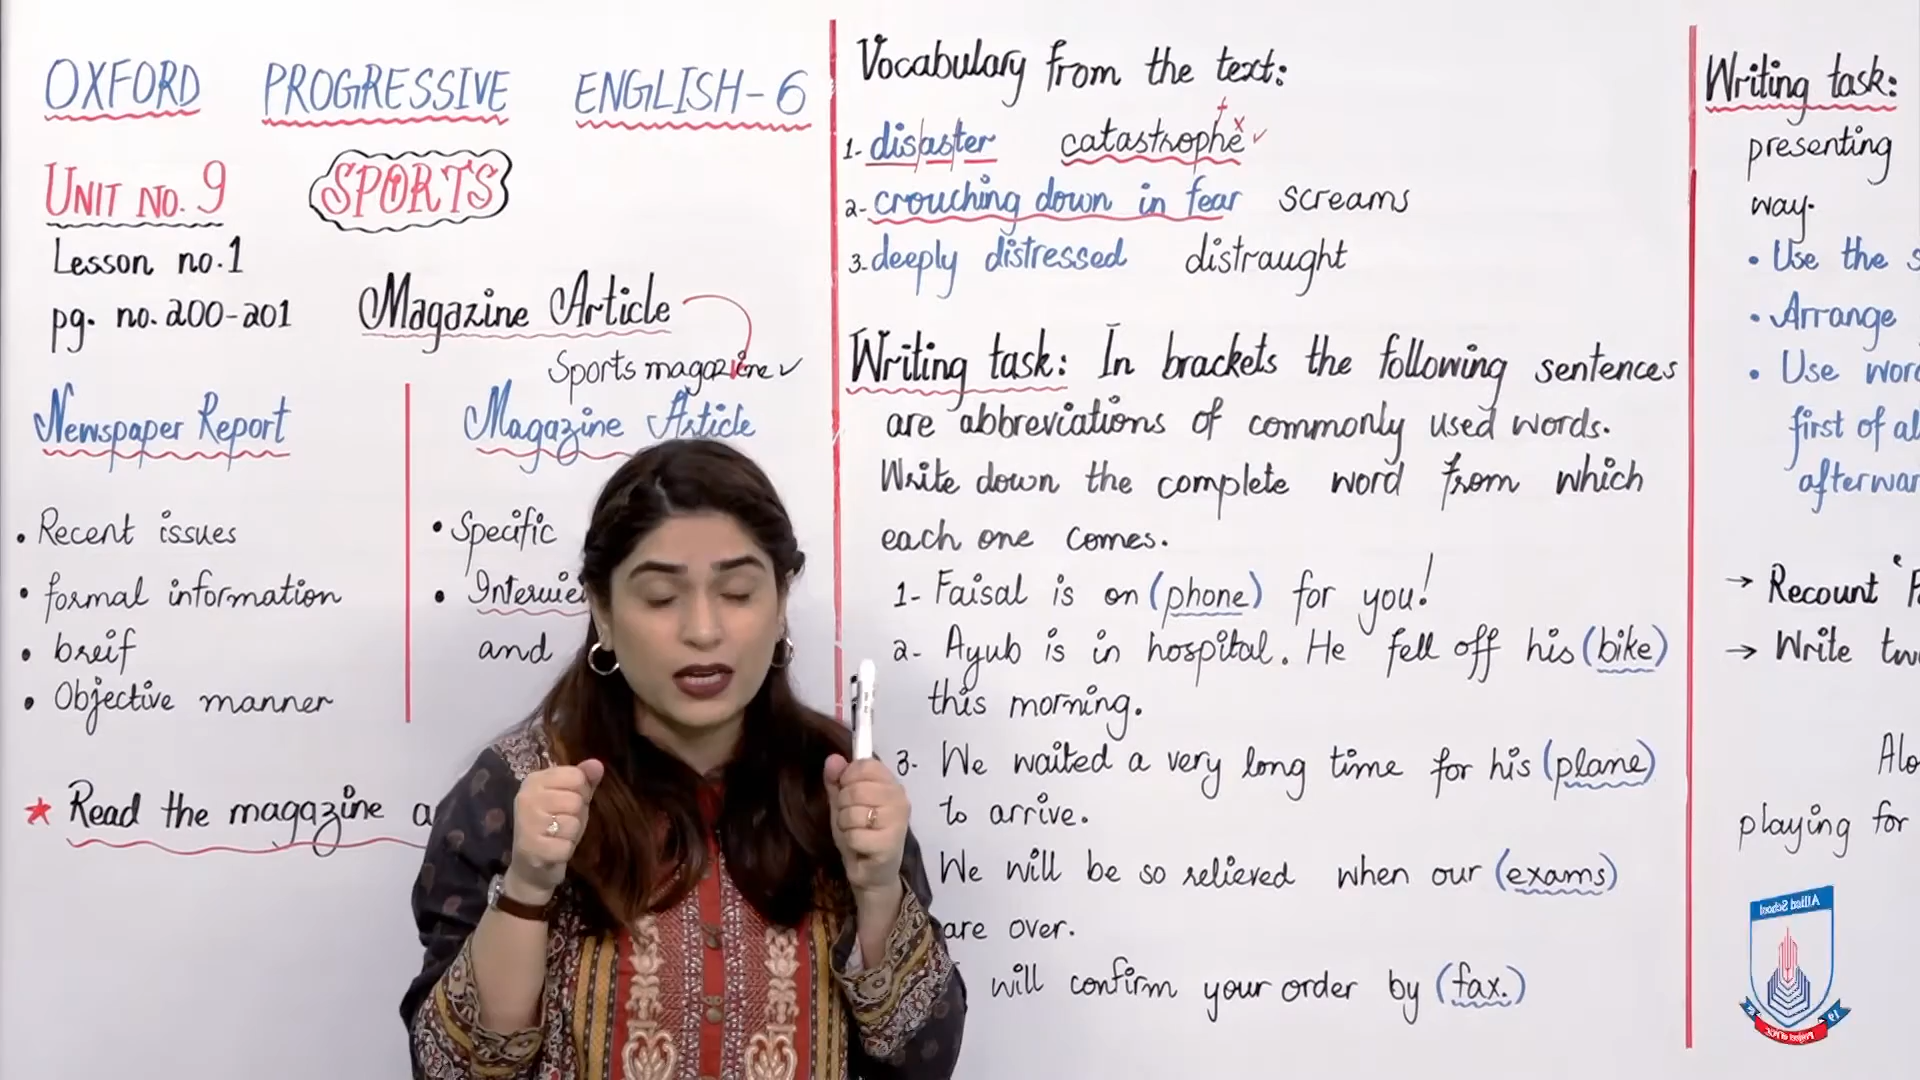 OXFORD PROGRESSIVE ENGLISH-6
UNIT NO. 9 SPORTS
Lesson no.1
pg. no. 200-201
Magazine Article
Sports magazine ✓
Newspaper Report
• Recent issues
• formal information
• breif
• Objective manner
Magazine Article
• Specific
•
and
★ Read the magazine
Vocabulary from the text:
1- disaster catastrophe ✓
2- crouching down in fear screams
3- deeply distressed distraught
Writing task: In brackets the following sentences
are abbreviations of commonly used words.
Write down the complete word from which
each one comes.
1- Faisal is on (phone) for you!
2- Ayub is in hospital. He fell off his (bike)
this morning.
3- We waited a very long time for his (plane)
to arrive.
We will be so relieved when our (exams)
are over.
will confirm your order by (fax.)
Writing task:
presenting
way.
• Use the
• Arrange
• Use
first of
→ Recount
→ Write
playing for
Allied School
Project of PGC